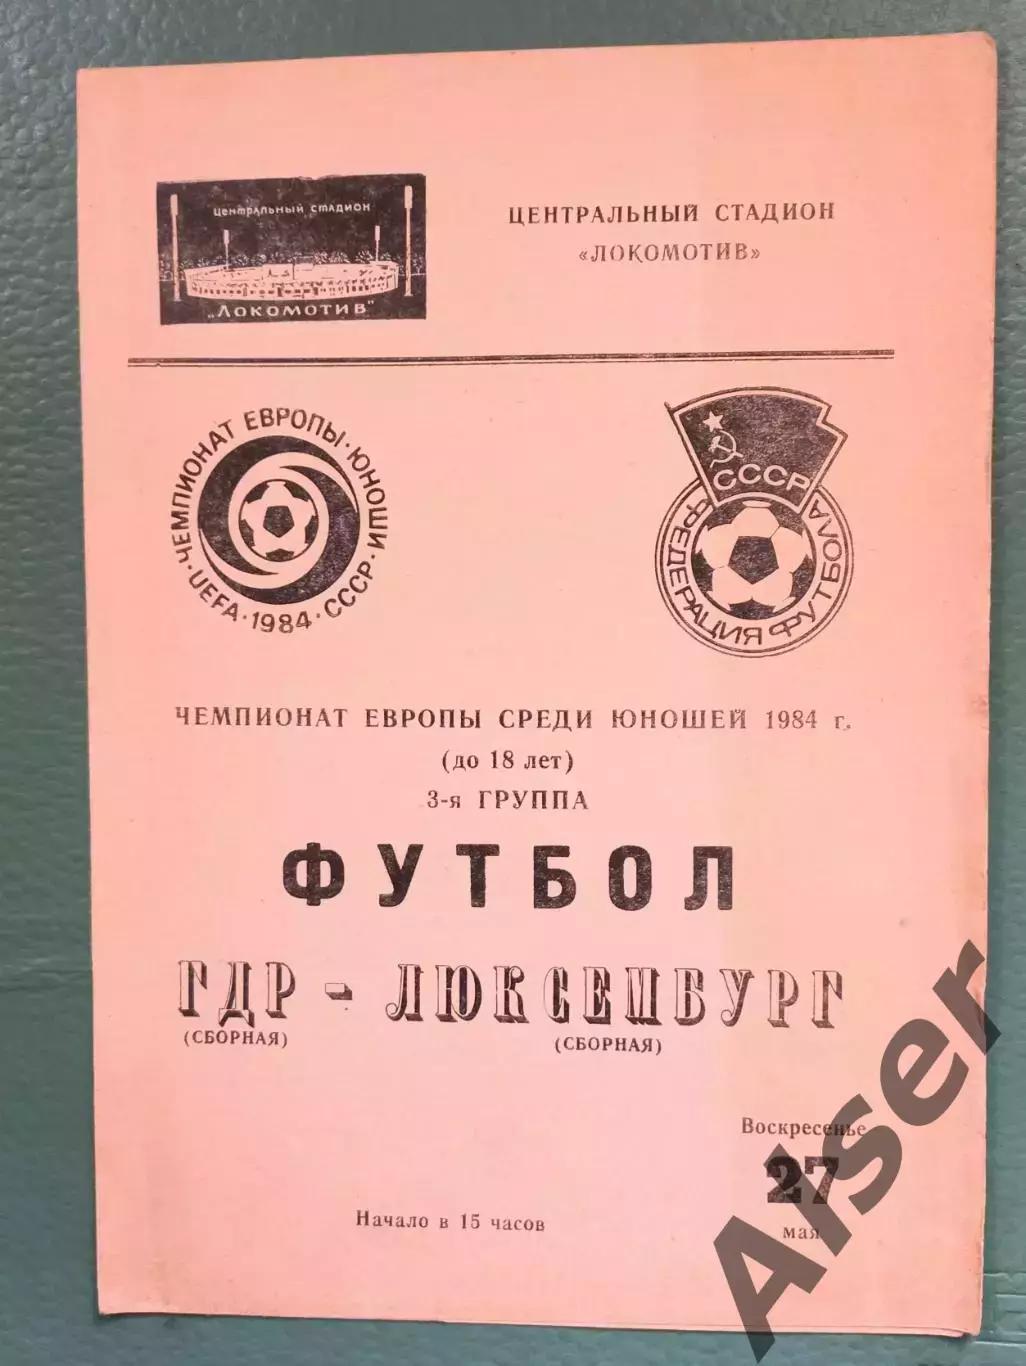 ЦЕНТРАЛЬНЫЙ СТАДИОН
„ЛОКОМОТИВ"
ЦЕНТРАЛЬНЫЙ СТАДИОН
«ЛОКОМОТИВ»
ЧЕМПИОНАТ ЕВРОПЫ · ЮНОШИ · СССР · 1984 · UEFA ·
СССР
ФЕДЕРАЦИЯ ФУТБОЛА
ЧЕМПИОНАТ ЕВРОПЫ СРЕДИ ЮНОШЕЙ 1984 г.
(до 18 лет)
3-я ГРУППА
ФУТБОЛ
ГДР - ЛЮКСЕМБУРГ
(СБОРНАЯ) (СБОРНАЯ)
Воскресенье
27
мая
Начало в 15 часов
Alser